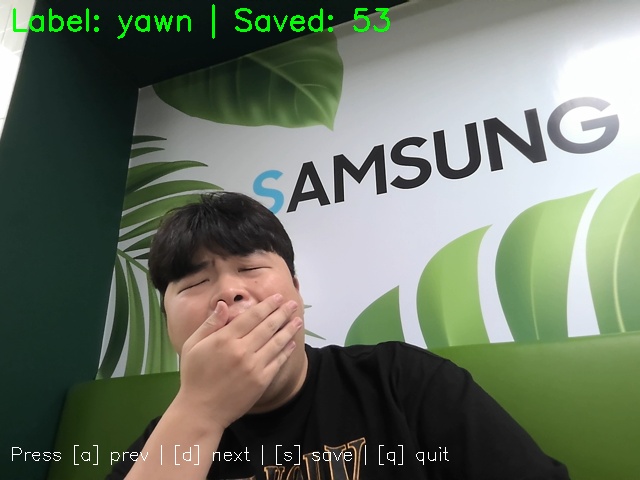 Label: yawn | Saved: 53
SAMSUNG
Press [a] prev | [d] next | [s] save | [q] quit